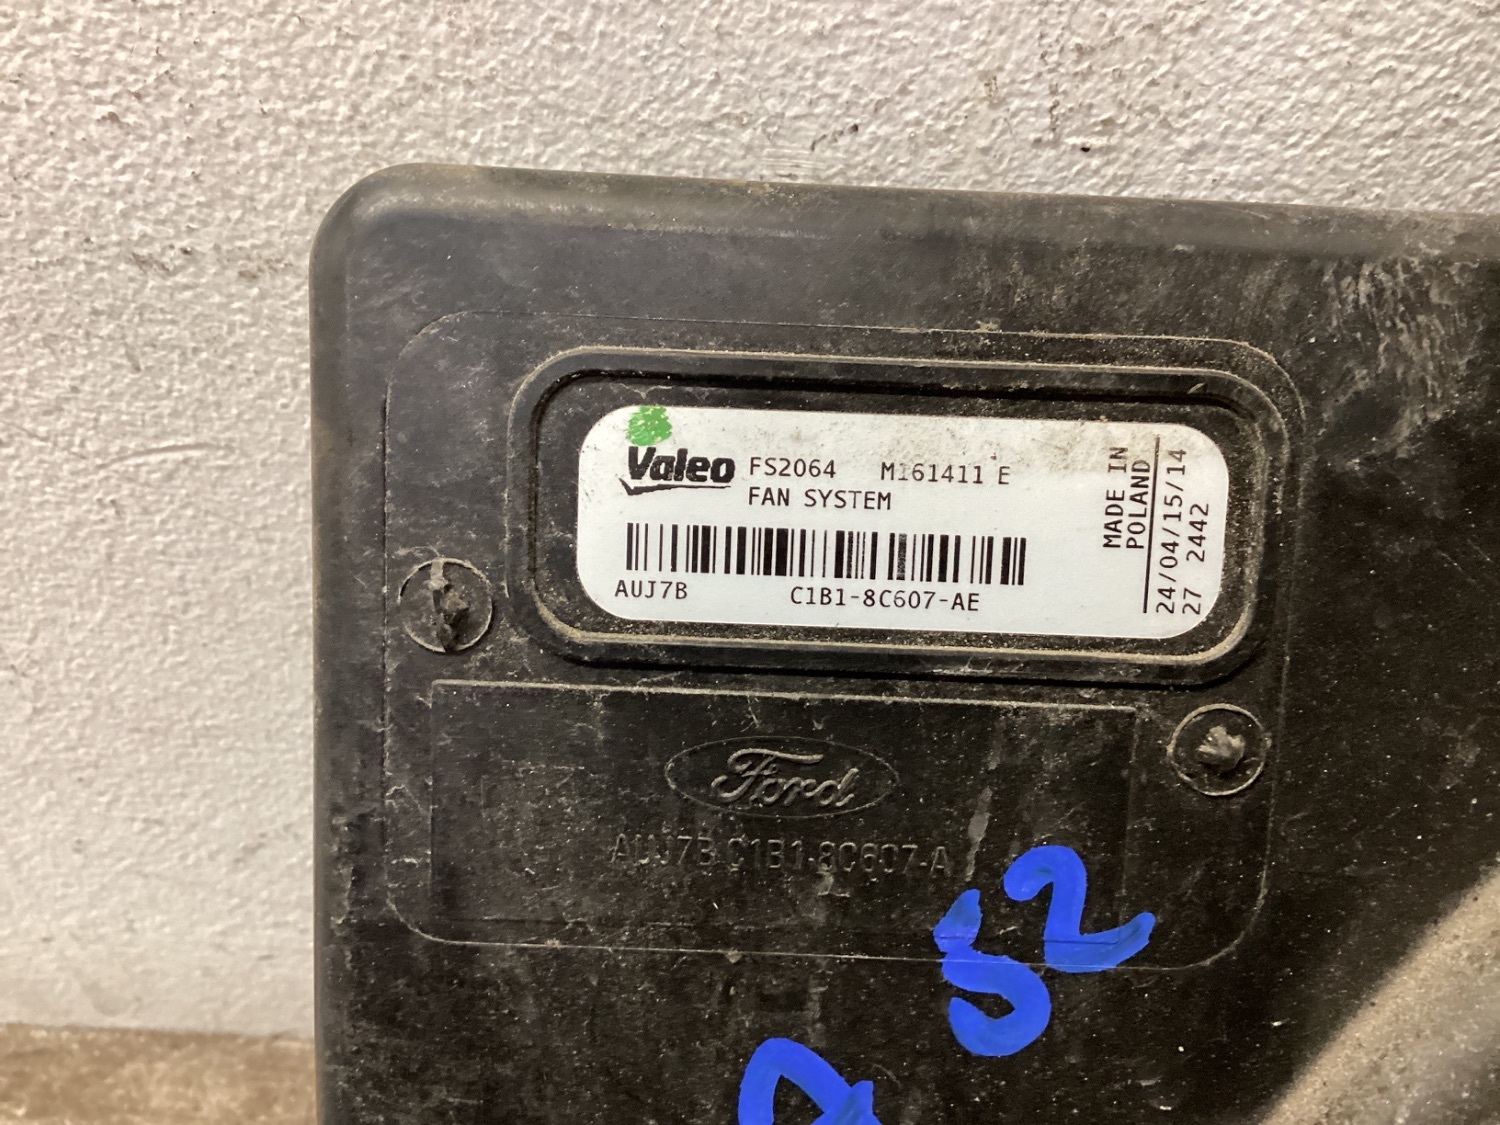 Valeo FS2064 M161411 E
FAN SYSTEM
AUJ7B C1B1-8C607-AE
MADE IN
POLAND
24/04/15/14
27 2442
Ford
AUJ7B C1B1-8C607-A
52